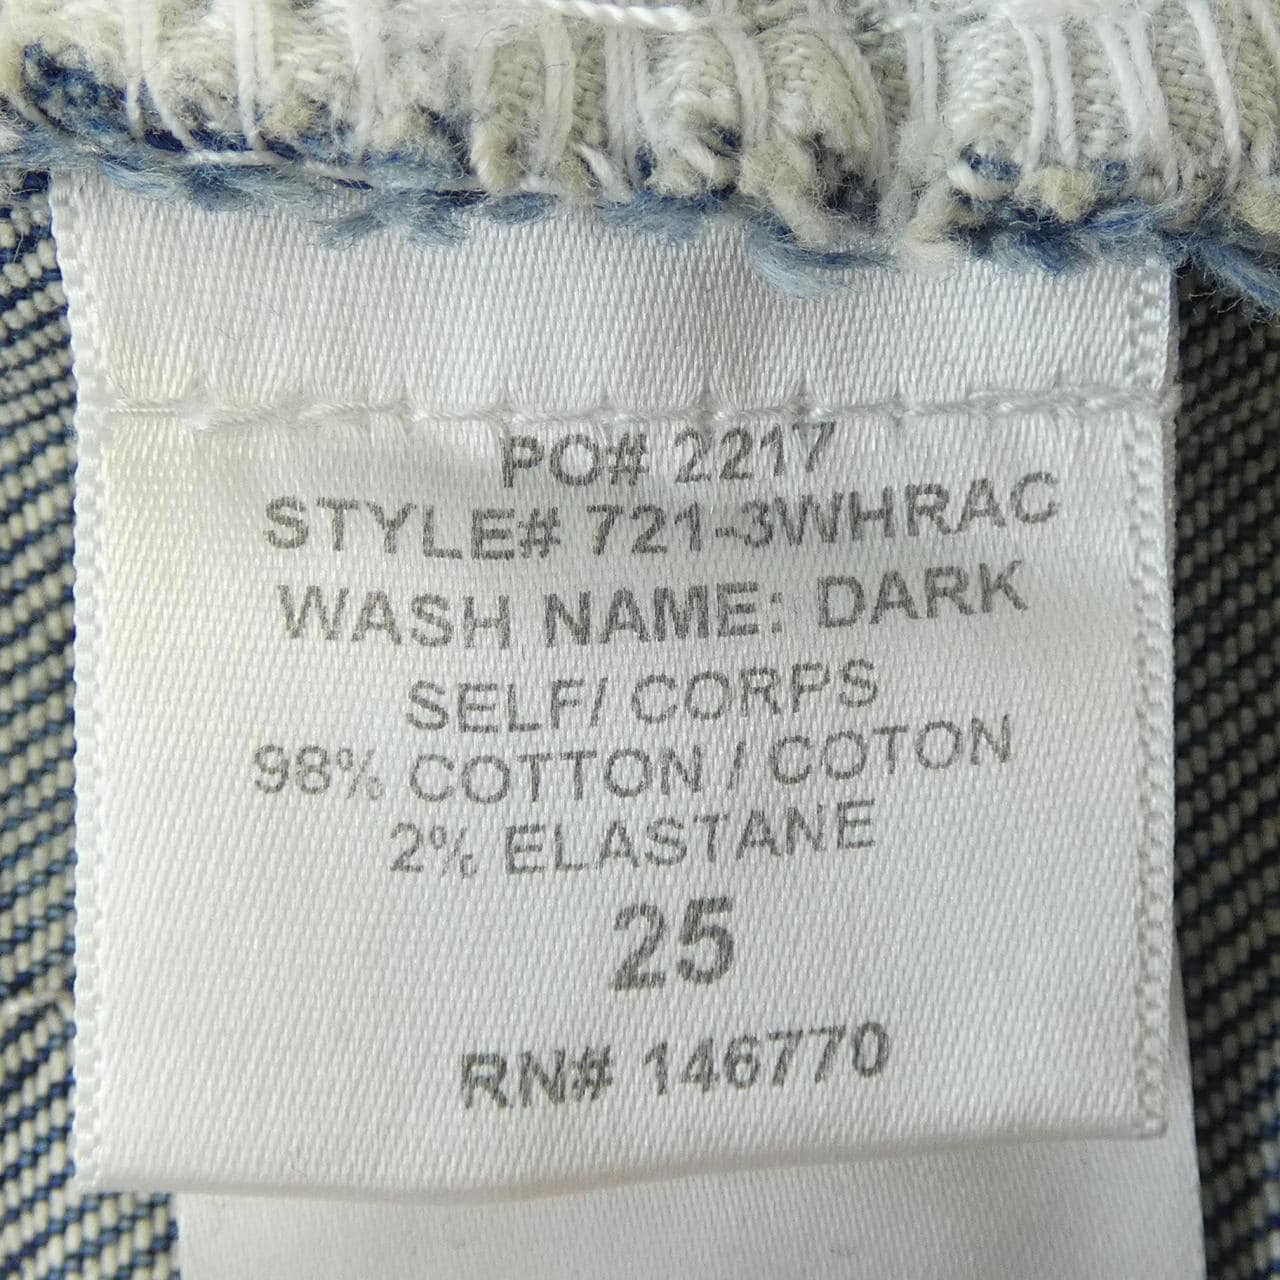 PO# 2217
STYLE# 721-3WHRAC
WASH NAME: DARK
SELF/ CORPS
98% COTTON / COTON
2% ELASTANE
25
RN# 146770